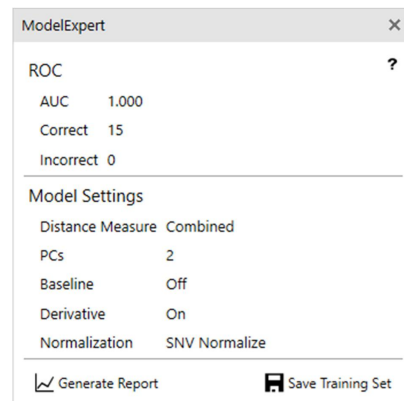 ModelExpert
ROC ?
AUC 1.000
Correct 15
Incorrect 0
Model Settings
Distance Measure Combined
PCs 2
Baseline Off
Derivative On
Normalization SNV Normalize
Generate Report Save Training Set